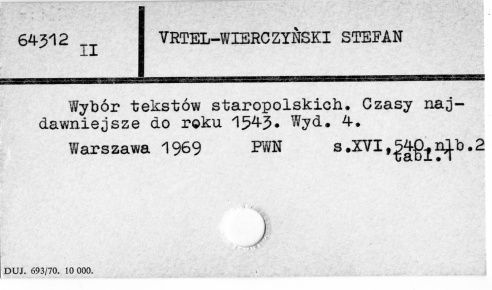 64312 II
VRTEL-WIERCZYŃSKI STEFAN
Wybór tekstów staropolskich. Czasy naj-
dawniejsze do roku 1543. Wyd. 4.
Warszawa 1969 PWN s.XVI,540,nlb.2
tabl.1
DUJ. 693/70. 10 000.